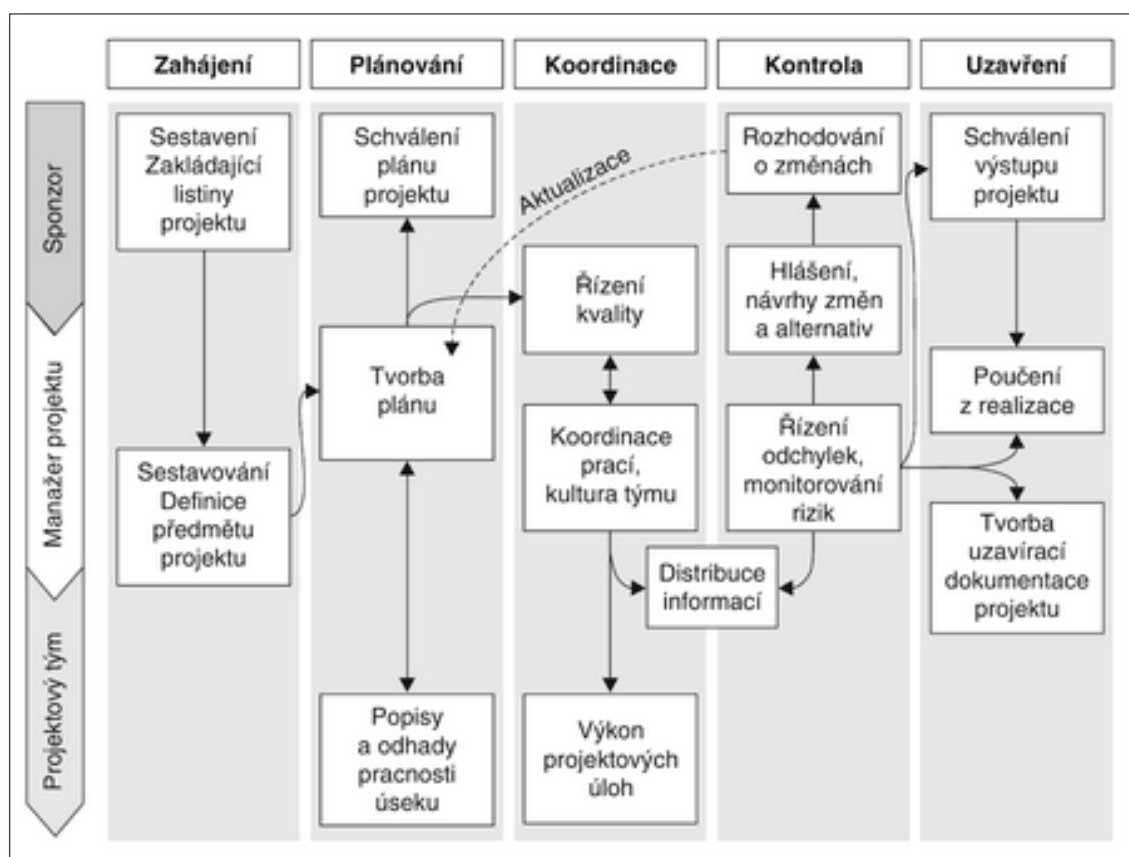 Zahájení
Plánování
Koordinace
Kontrola
Uzavření
Sponzor
Manažer projektu
Projektový tým
Sestavení
Zakládající
listiny
projektu
Sestavování
Definice
předmětu
projektu
Schválení
plánu
projektu
Tvorba
plánu
Popisy
a odhady
pracnosti
úseku
Aktualizace
Řízení
kvality
Koordinace
prací,
kultura týmu
Distribuce
informací
Výkon
projektových
úloh
Rozhodování
o změnách
Hlášení,
návrhy změn
a alternativ
Řízení
odchylek,
monitorování
rizik
Schválení
výstupu
projektu
Poučení
z realizace
Tvorba
uzavírací
dokumentace
projektu